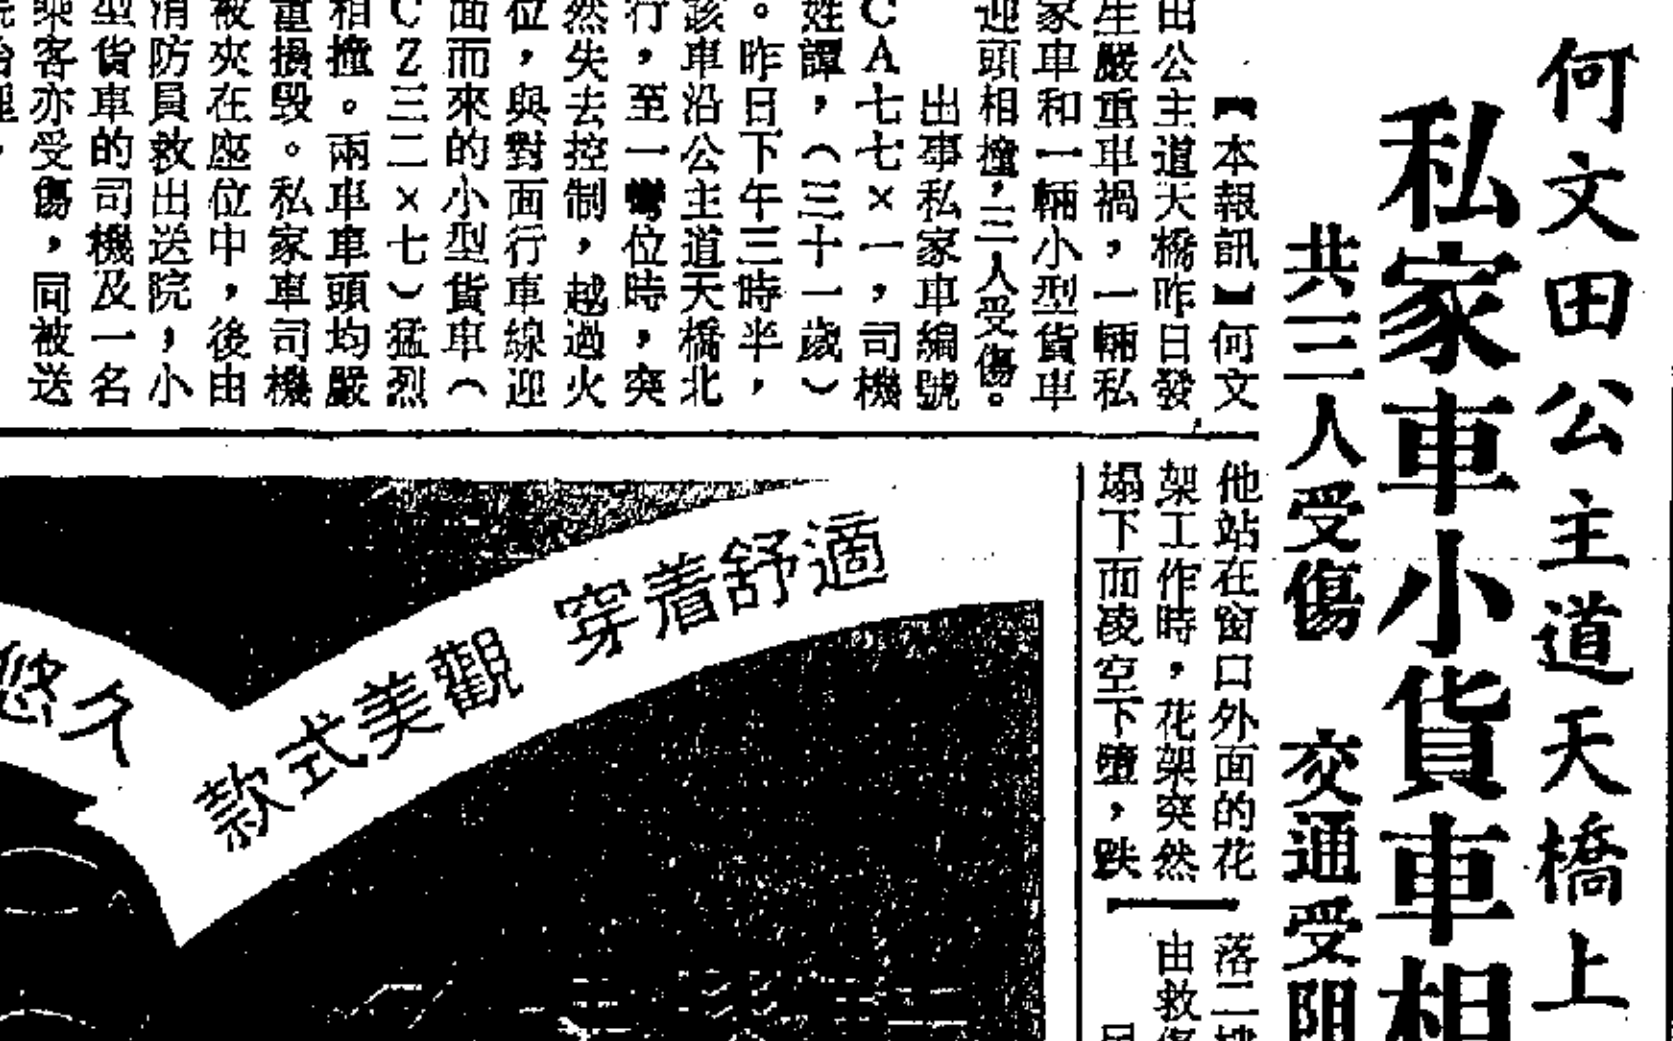 何文田公主道天橋上
私家車小貨車相
共三人受傷 交通受阻
【本報訊】何文
田公主道天橋昨日發
生嚴重車禍,一輛私
家車和一輛小型貨車
迎頭相撞,三人受傷。
出事私家車編號
CA七七×一,司機
姓譚,(三十一歲)
。昨日下午三時半,
該車沿公主道天橋北
行,至一彎位時,突
然失去控制,越過火
位,與對面行車線迎
面而來的小型貨車(
CZ三二×七)猛烈
相撞。兩車車頭均嚴
重損毀。私家車司機
被夾在座位中,後由
消防員救出送院,小
型貨車的司機及一名
乘客亦受傷,同被送
他站在窗口外面的花
架工作時,花架突然
塌下而凌空下墮,跌
落二
由救傷
悠久
款式美觀 穿着舒適